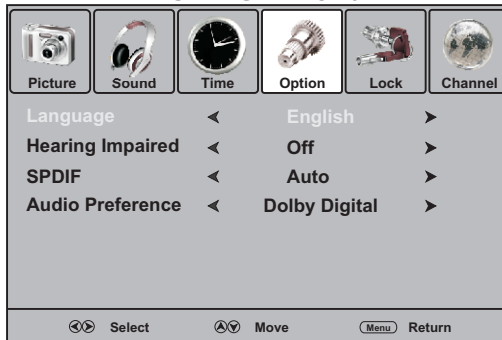 Picture Sound Time Option Lock Channel
Language English
Hearing Impaired Off
SPDIF Auto
Audio Preference Dolby Digital
Select Move Menu Return